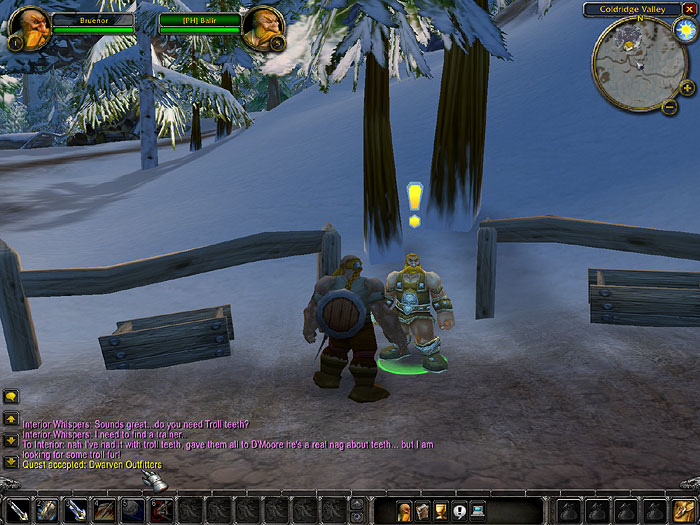 Bruenor
[PH] Balir
Coldridge Valley
N
Interior Whispers: Sounds great...do you need Troll teeth?
Interior Whispers: I need to find a trainer.
To Interior: nah I've had it with troll teeth, gave them all to D'Moore he's a real nag about teeth... but I am
looking for some troll fur!
Quest accepted: Dwarven Outfitters